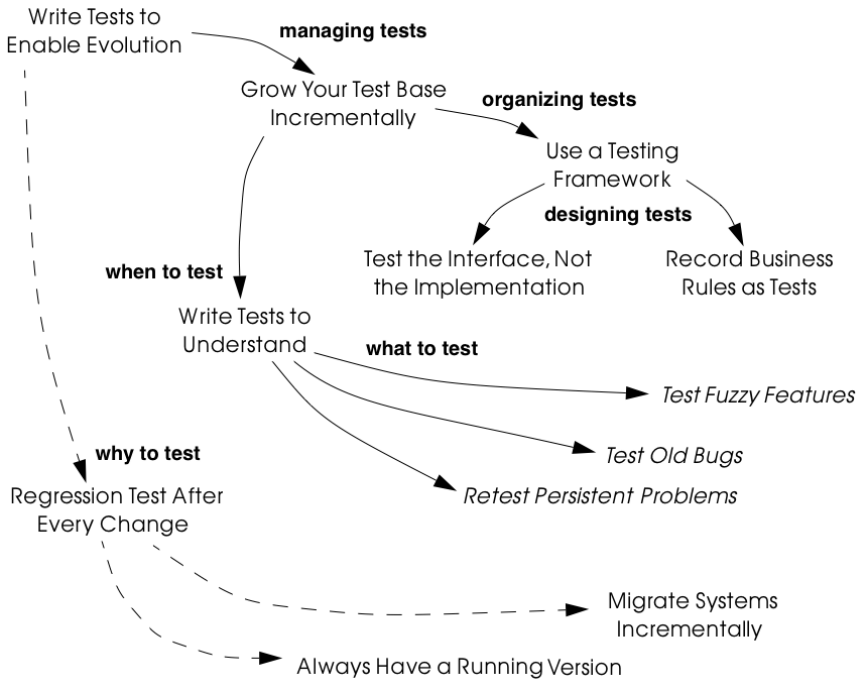 Write Tests to
Enable Evolution
managing tests
Grow Your Test Base
Incrementally
organizing tests
Use a Testing
Framework
designing tests
Test the Interface, Not
the Implementation
Record Business
Rules as Tests
when to test
Write Tests to
Understand
what to test
Test Fuzzy Features
Test Old Bugs
Retest Persistent Problems
why to test
Regression Test After
Every Change
Migrate Systems
Incrementally
Always Have a Running Version